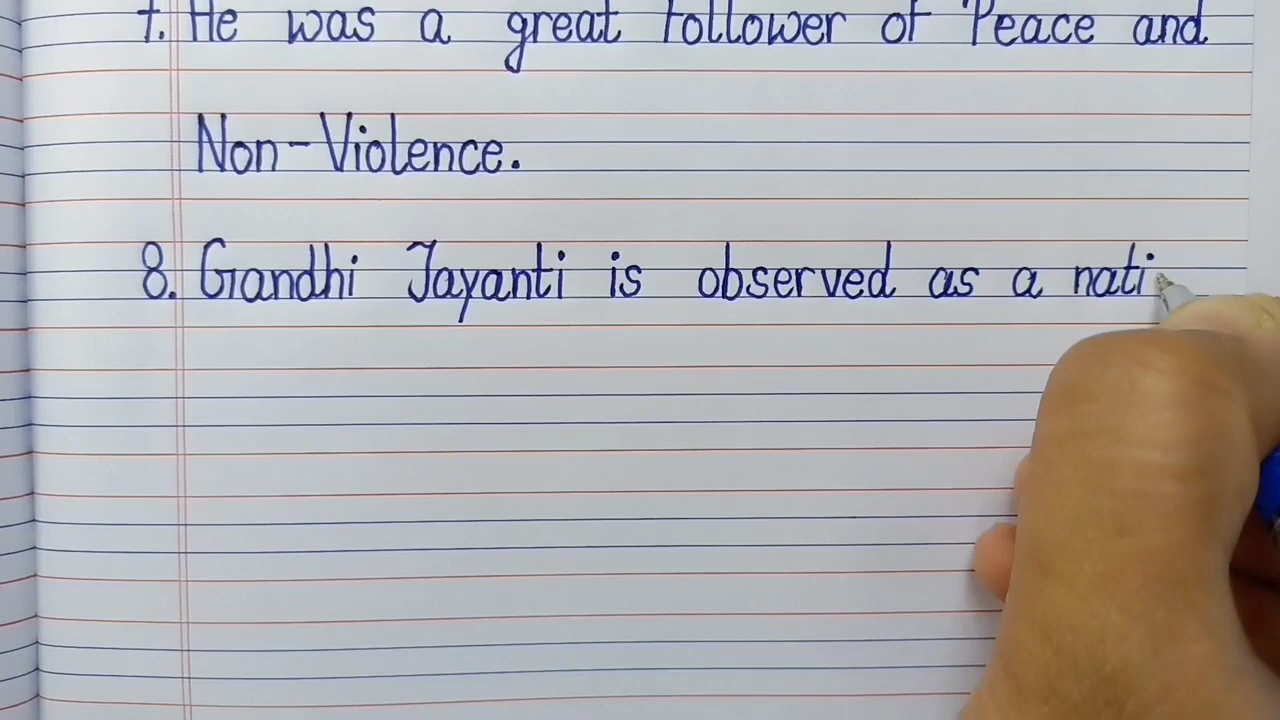 7. He was a great follower of Peace and
Non-Violence.
8. Gandhi Jayanti is observed as a nati